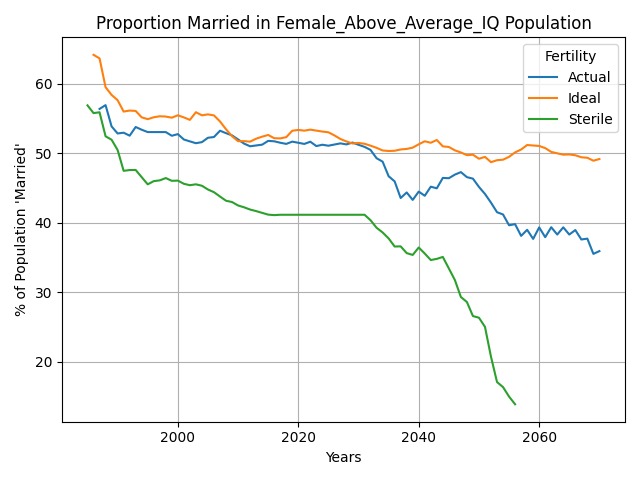 Proportion Married in Female_Above_Average_IQ Population
Fertility
Actual
Ideal
Sterile
% of Population 'Married'
60
50
40
30
20
2000
2020
2040
2060
Years